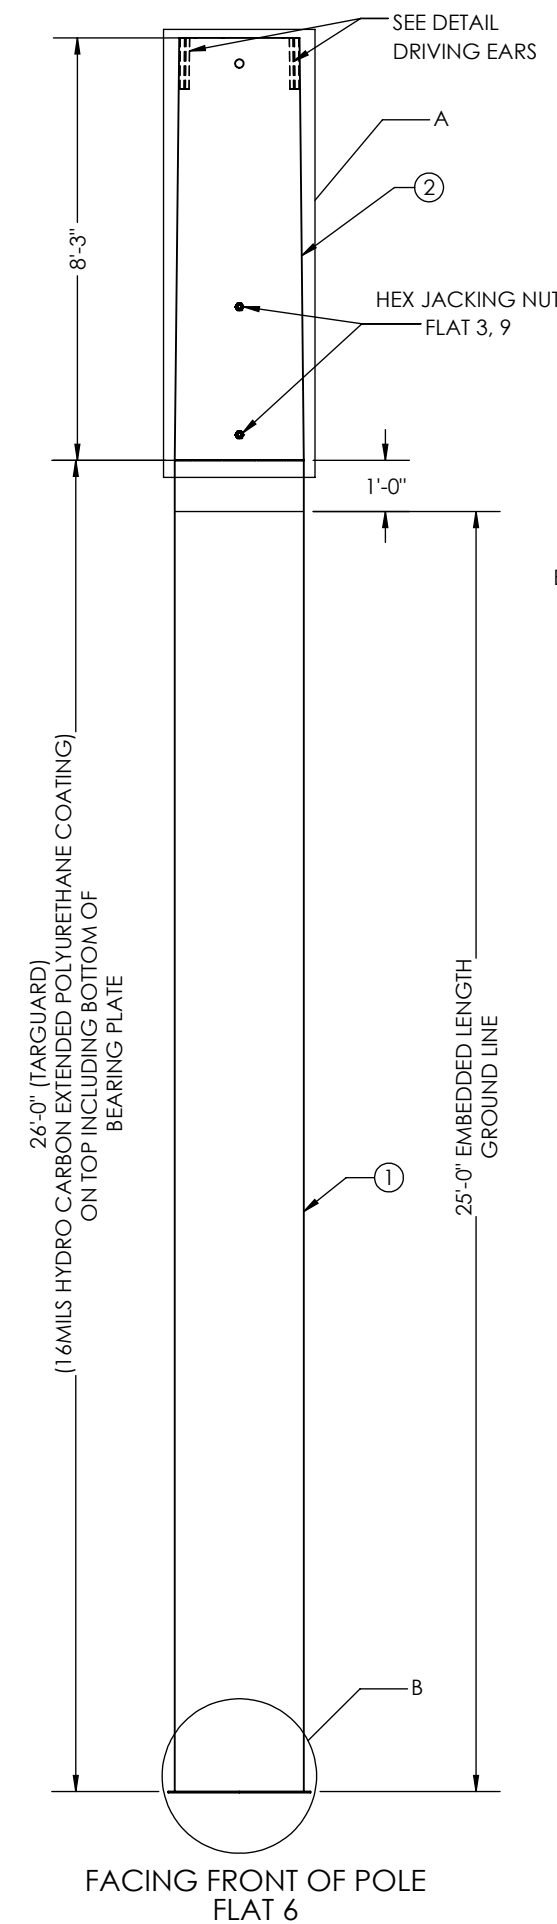 SEE DETAIL
DRIVING EARS
A
2
8'-3"
HEX JACKING NUT
FLAT 3, 9
1'-0"
26'-0" (TARGUARD)
(16MILS HYDRO CARBON EXTENDED POLYURETHANE COATING)
ON TOP INCLUDING BOTTOM OF
BEARING PLATE
25'-0" EMBEDDED LENGTH
GROUND LINE
1
B
FACING FRONT OF POLE
FLAT 6